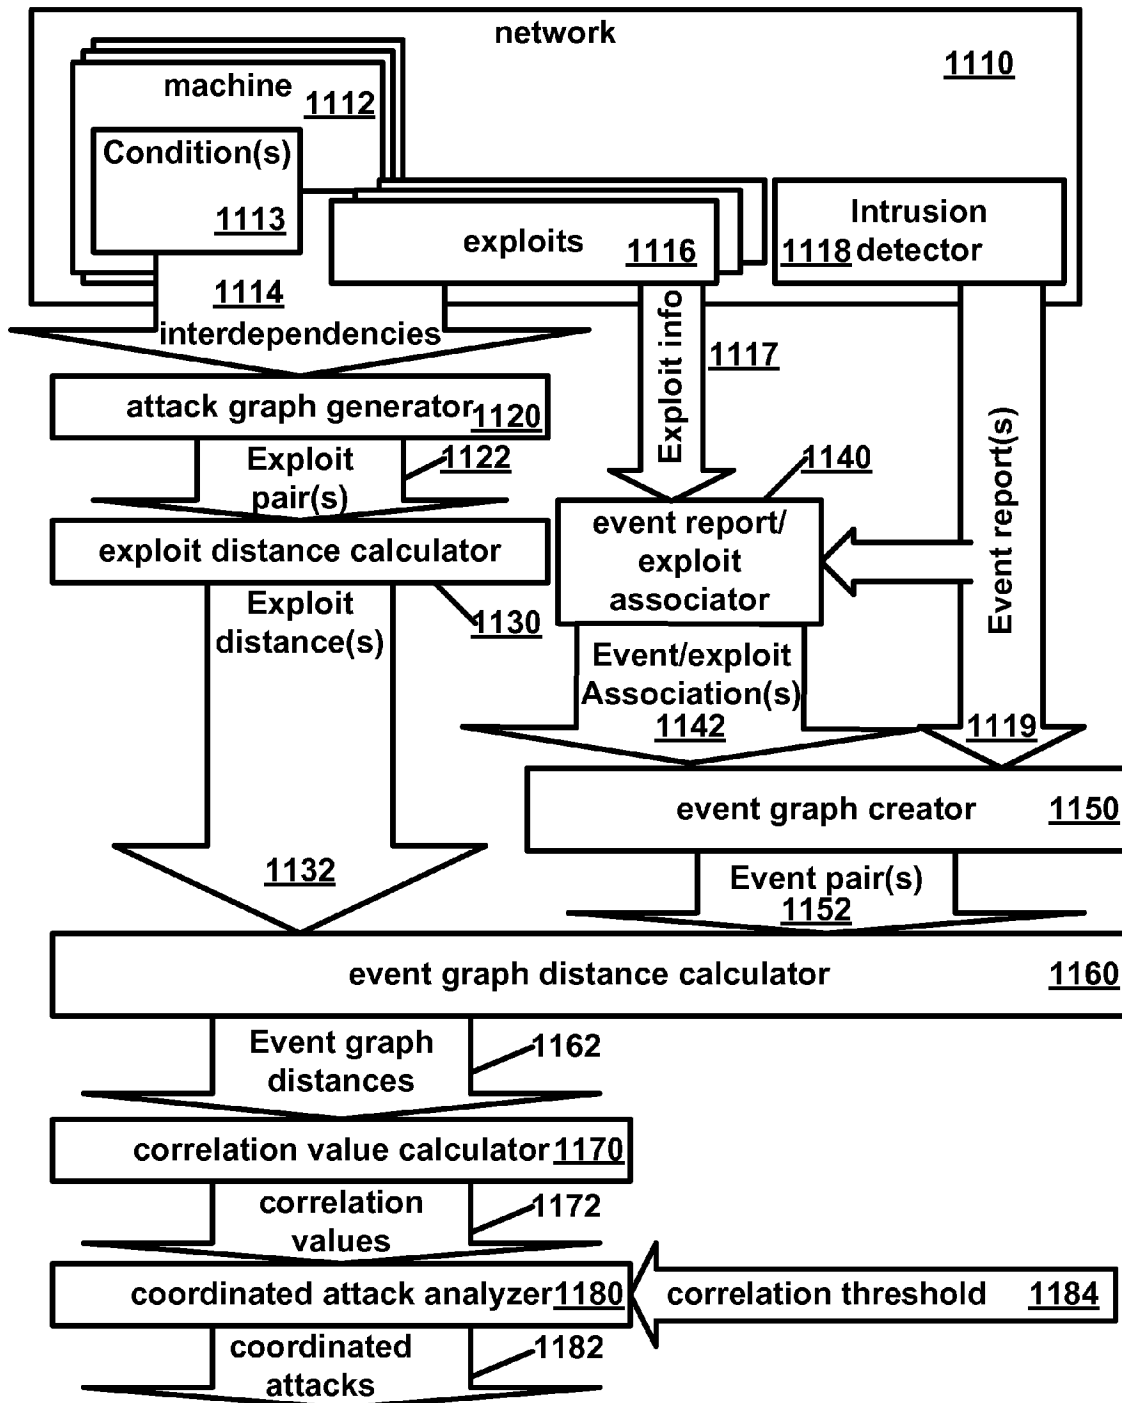 network
1110
machine
1112
Condition(s)
1113
exploits
1116
Intrusion
1118 detector
1114
interdependencies
Exploit info
1117
attack graph generator 1120
Exploit
pair(s)
1122
exploit distance calculator
1130
Exploit
distance(s)
1132
1140
event report/
exploit
associator
Event report(s)
1119
Event/exploit
Association(s)
1142
event graph creator 1150
Event pair(s)
1152
event graph distance calculator 1160
Event graph
distances
1162
correlation value calculator 1170
correlation
values
1172
coordinated attack analyzer 1180
correlation threshold 1184
coordinated
attacks
1182